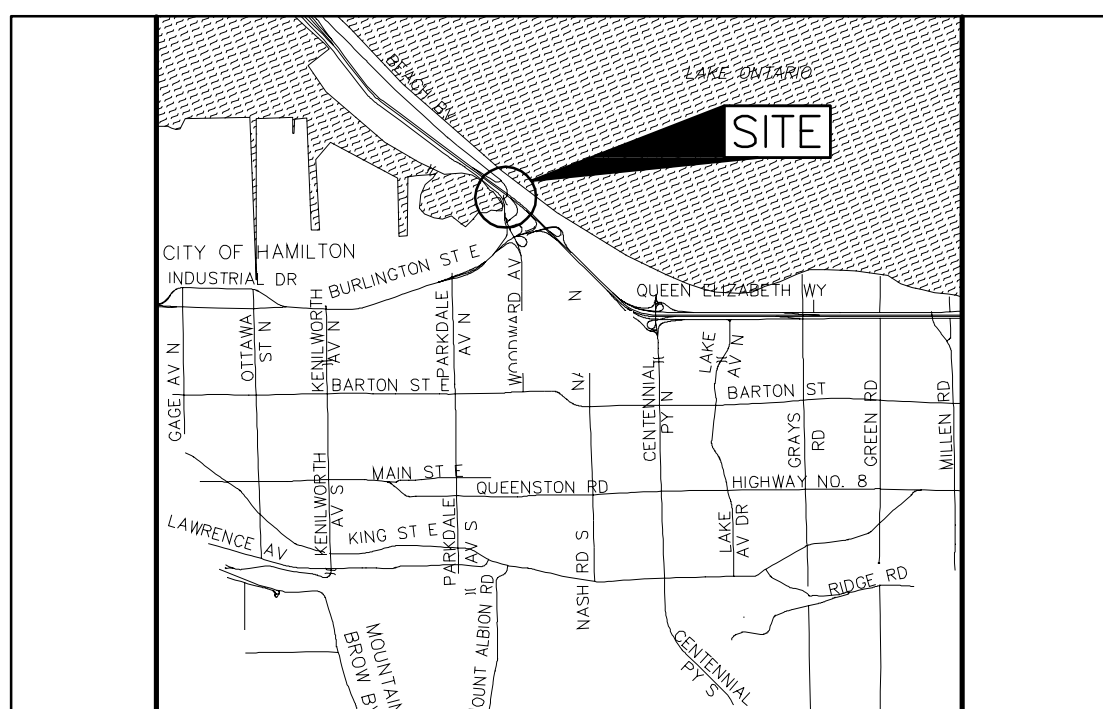 BEACH BV
LAKE ONTARIO
SITE
CITY OF HAMILTON
INDUSTRIAL DR
BURLINGTON ST E
QUEEN ELIZABETH WY
GAGE AV N
OTTAWA
ST N
KENILWORTH
AV N
PARKDALE
AV N
WOODWARD AV
N
CENTENNIAL
PY N
LAKE
AV N
BARTON ST E
BARTON ST
GRAYS
RD
GREEN RD
MILLEN RD
MAIN ST E
QUEENSTON RD
HIGHWAY NO. 8
KENILWORTH
AV S
KING ST E
PARKDALE
AV S
LAKE
AV DR
LAWRENCE AV
NASH RD S
RIDGE RD
MOUNTAIN
BROW
OUNT ALBION RD
CENTENNIAL
PY S